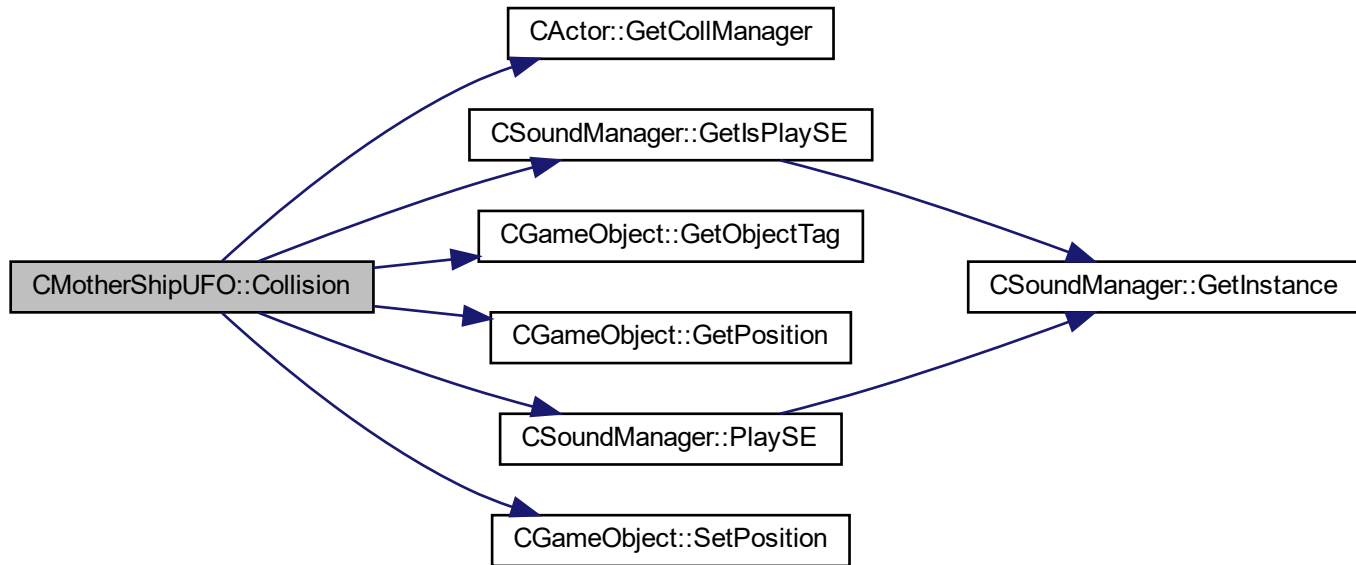 CActor::GetCollManager
CSoundManager::GetIsPlaySE
CGameObject::GetObjectTag
CMotherShipUFO::Collision
CSoundManager::GetInstance
CGameObject::GetPosition
CSoundManager::PlaySE
CGameObject::SetPosition